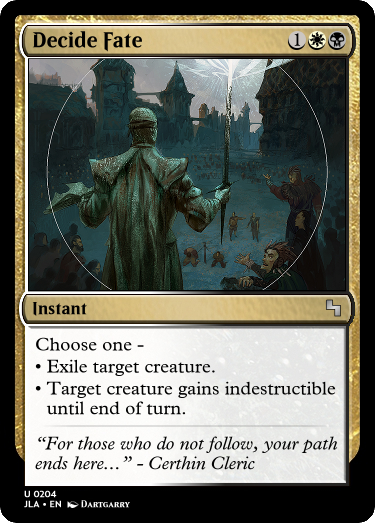 Decide Fate 1
Instant
Choose one -
• Exile target creature.
• Target creature gains indestructible
until end of turn.
“For those who do not follow, your path
ends here…” - Certhin Cleric
U 0204
JLA • EN Dartgarry